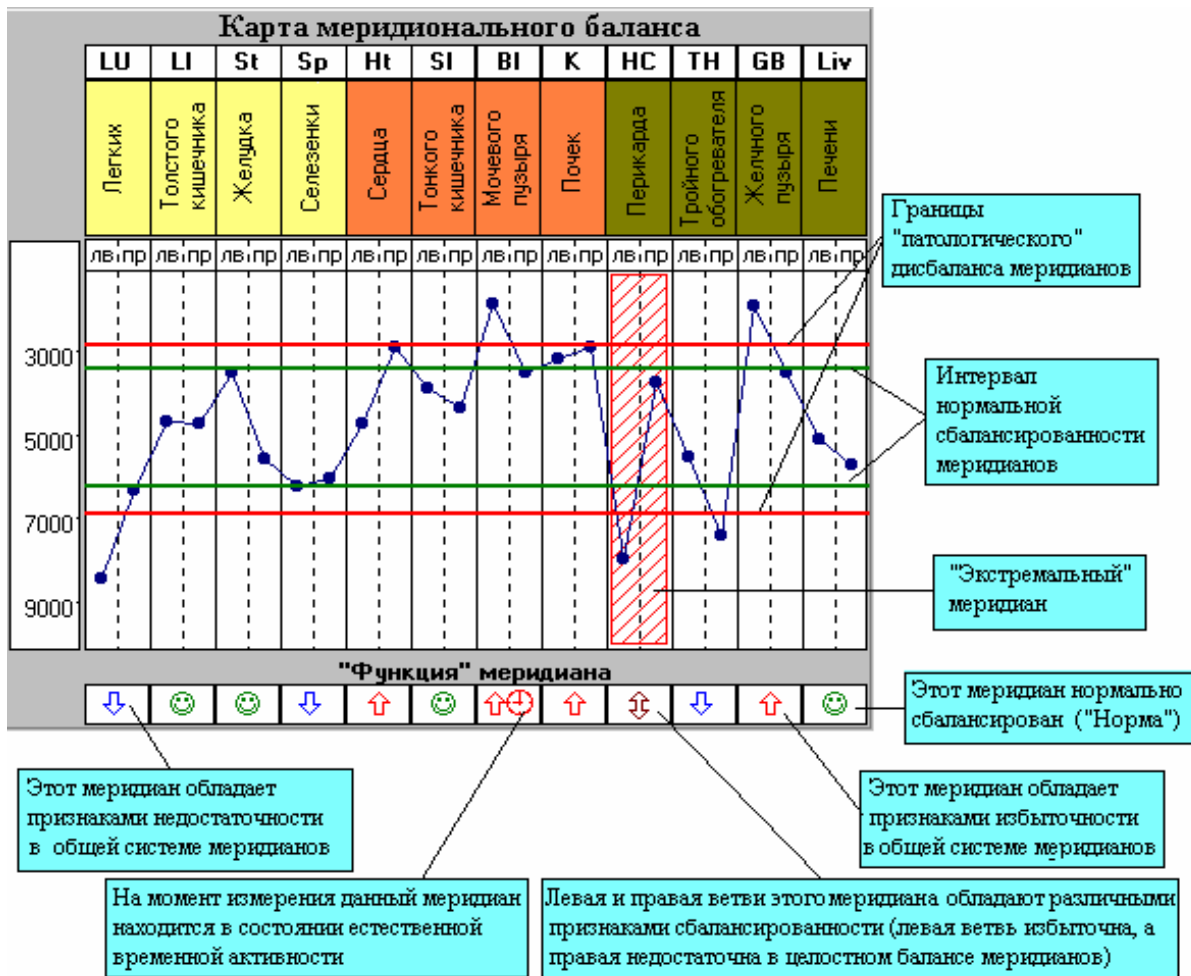 Карта меридионального баланса
LU LI St Sp Ht SI BI K HC TH GB Liv
Легких
Толстого
кишечника
Желудка
Селезенки
Сердца
Тонкого
кишечника
Мочевого
пузыря
Почек
Перикарда
Тройного
обогревателя
Желчного
пузыря
Печени
лв пр лв пр лв пр лв пр лв пр лв пр лв пр лв пр лв пр лв пр лв пр лв пр
3000
5000
7000
9000
Границы
"патологического"
дисбаланса меридианов
Интервал
нормальной
сбалансированности
меридианов
"Экстремальный"
меридиан
"Функция" меридиана
Этот меридиан нормально
сбалансирован ("Норма")
Этот меридиан обладает
признаками недостаточности
в общей системе меридианов
Этот меридиан обладает
признаками избыточности
в общей системе меридианов
На момент измерения данный меридиан
находится в состоянии естественной
временной активности
Левая и правая ветви этого меридиана обладают различными
признаками сбалансированности (левая ветвь избыточна, а
правая недостаточна в целостном балансе меридианов)